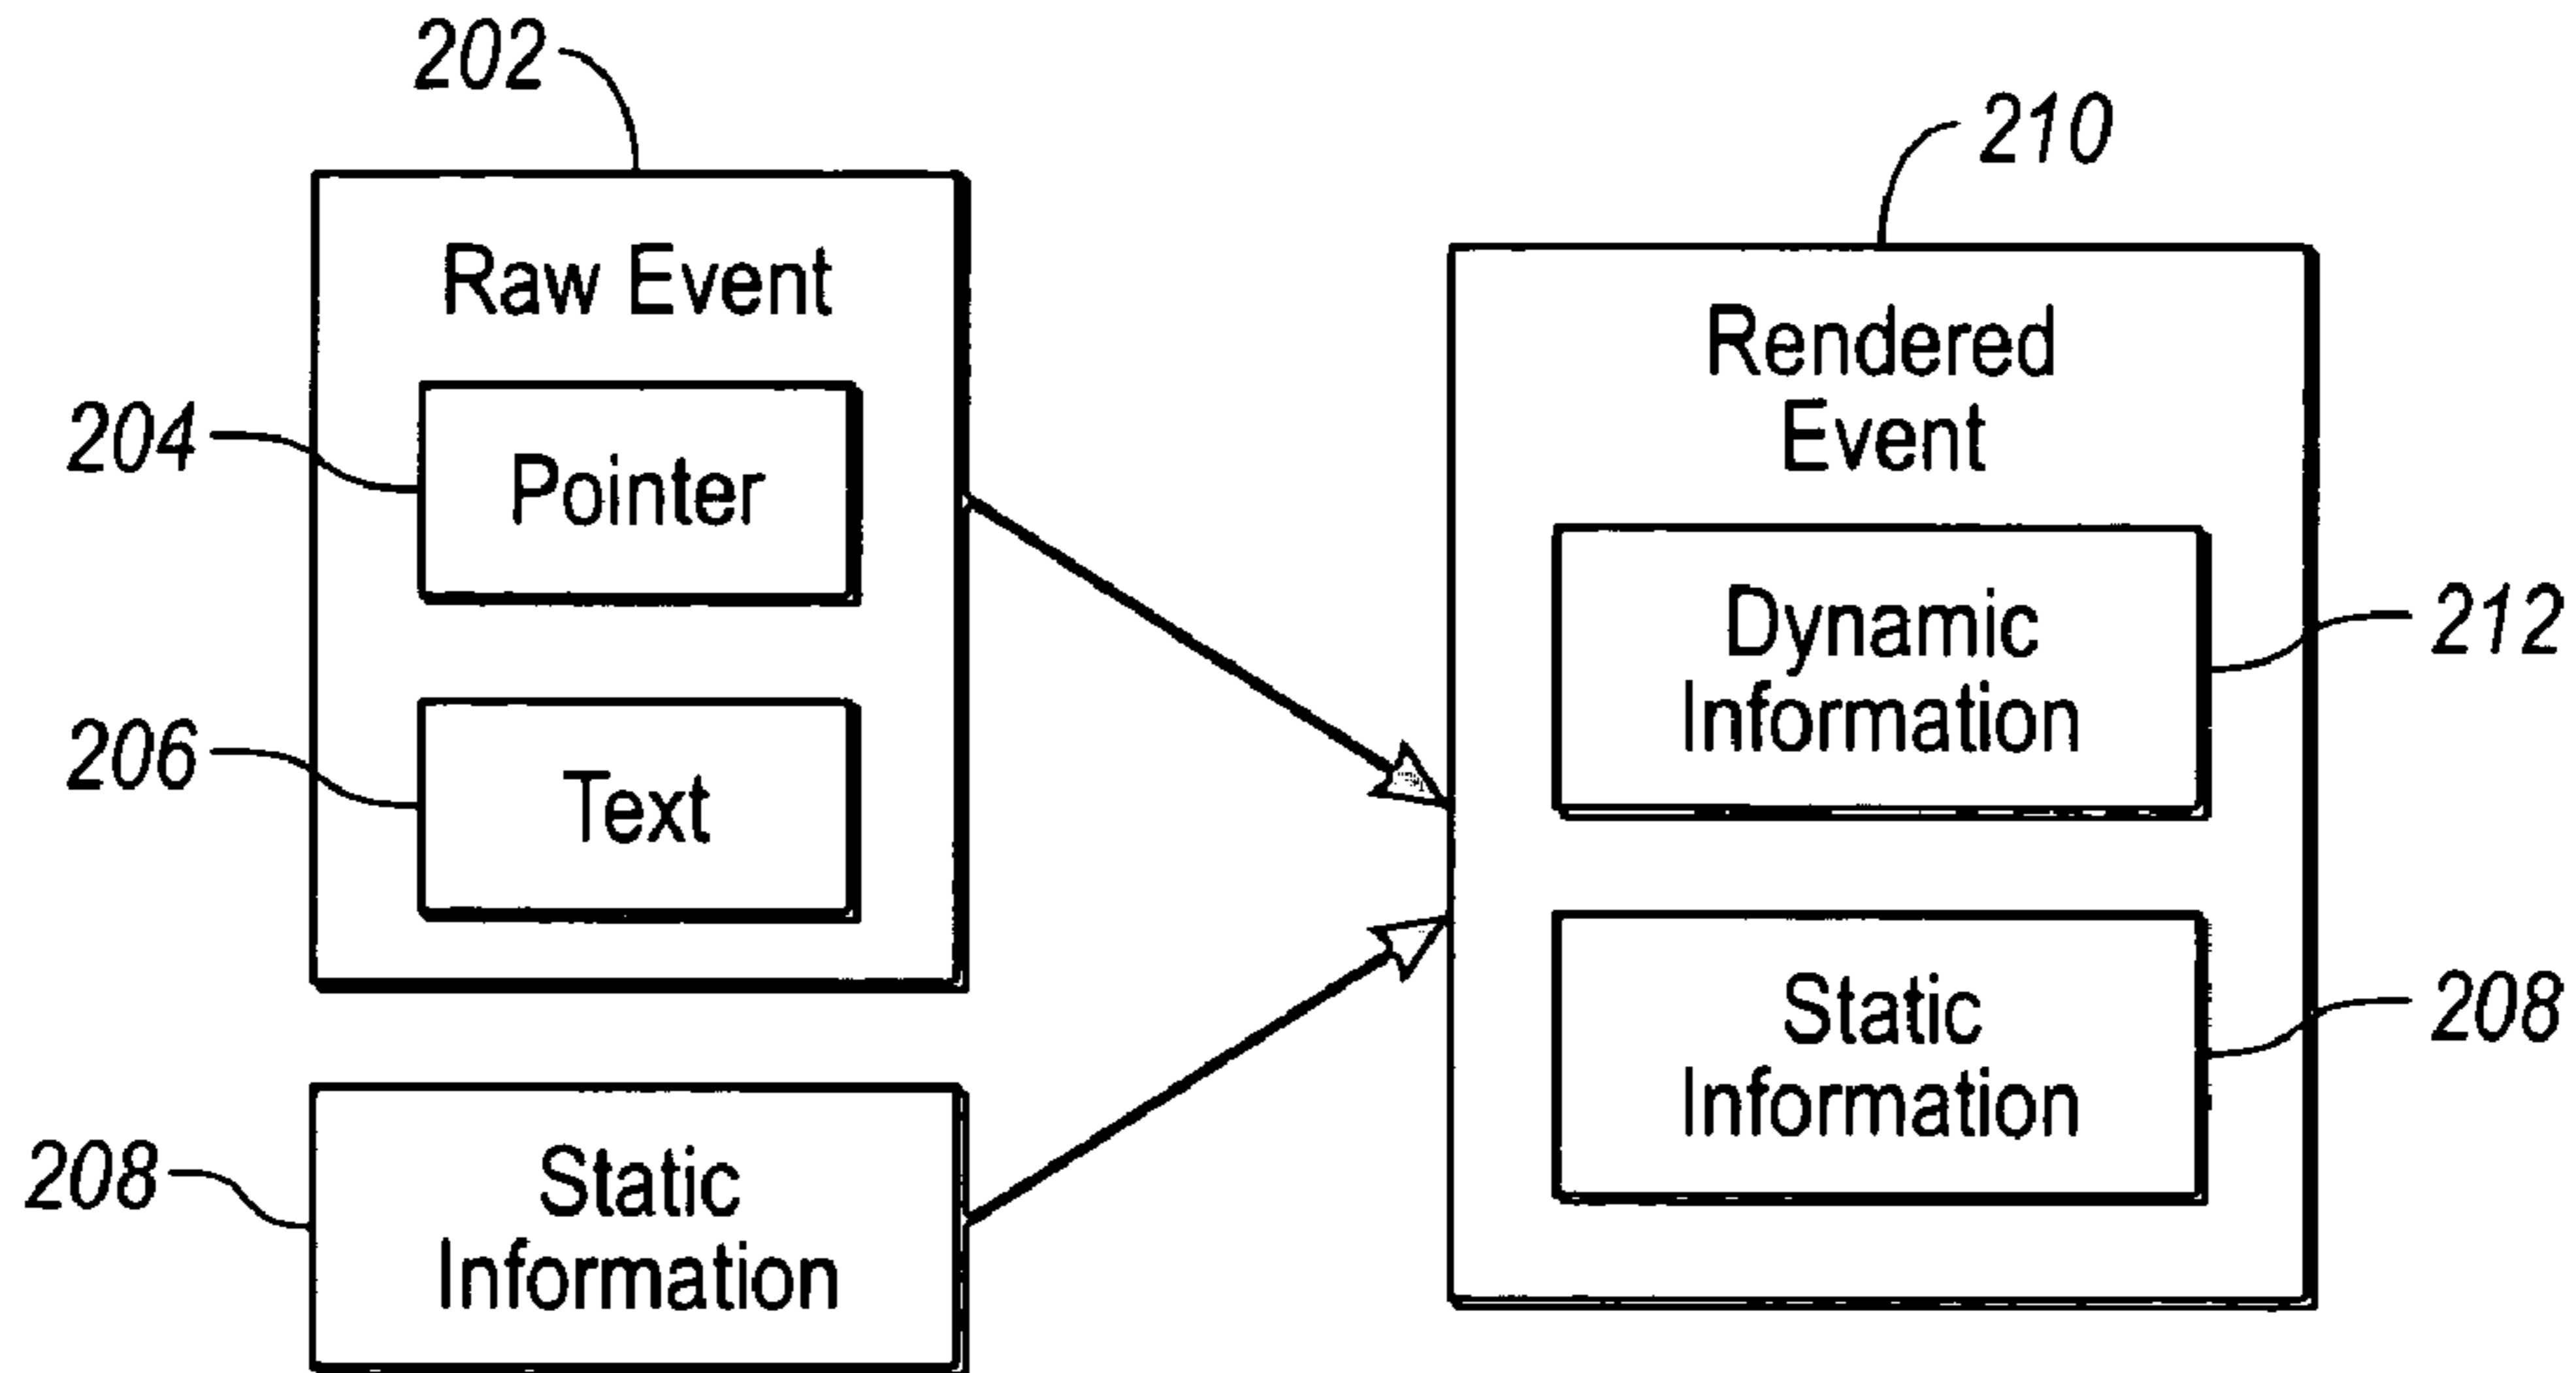 202
Raw Event
204
Pointer
206
Text
208
Static
Information
210
Rendered
Event
Dynamic
Information
212
Static
Information
208